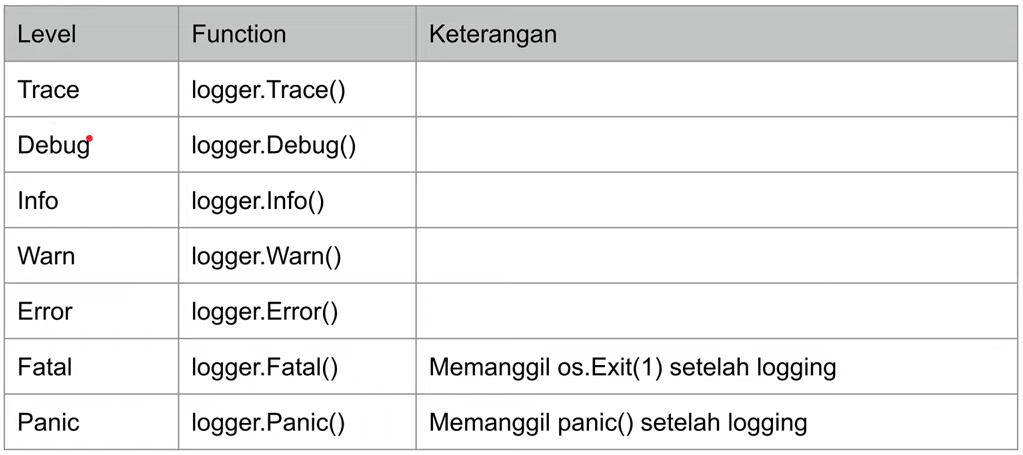 Level Function Keterangan
Trace logger.Trace()
Debug logger.Debug()
Info logger.Info()
Warn logger.Warn()
Error logger.Error()
Fatal logger.Fatal() Memanggil os.Exit(1) setelah logging
Panic logger.Panic() Memanggil panic() setelah logging